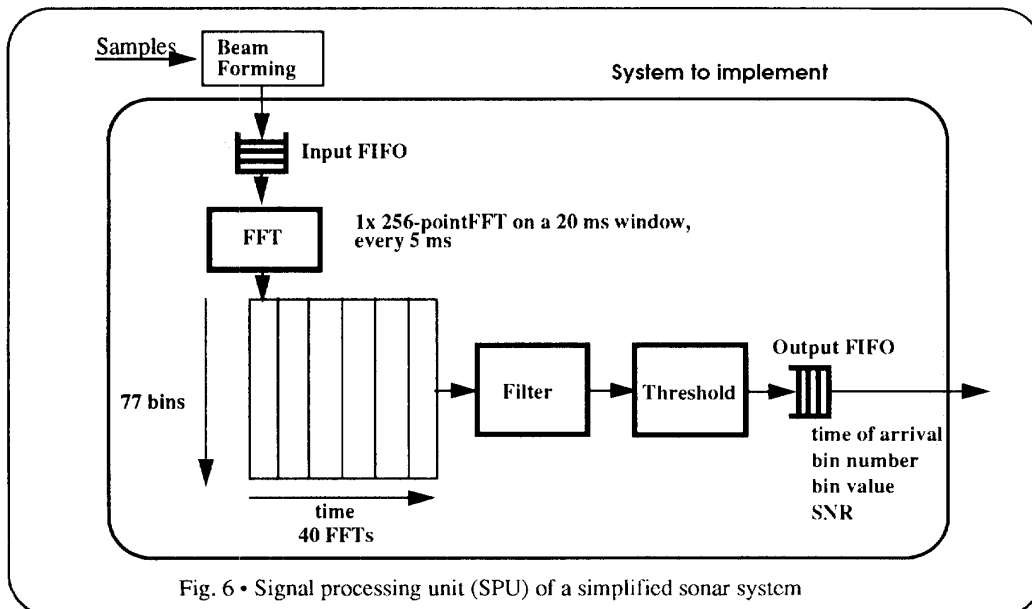 Samples
Beam
Forming
System to implement
Input FIFO
FFT
1x 256-pointFFT on a 20 ms window,
every 5 ms
77 bins
time
40 FFTs
Filter
Threshold
Output FIFO
time of arrival
bin number
bin value
SNR
Fig. 6 • Signal processing unit (SPU) of a simplified sonar system